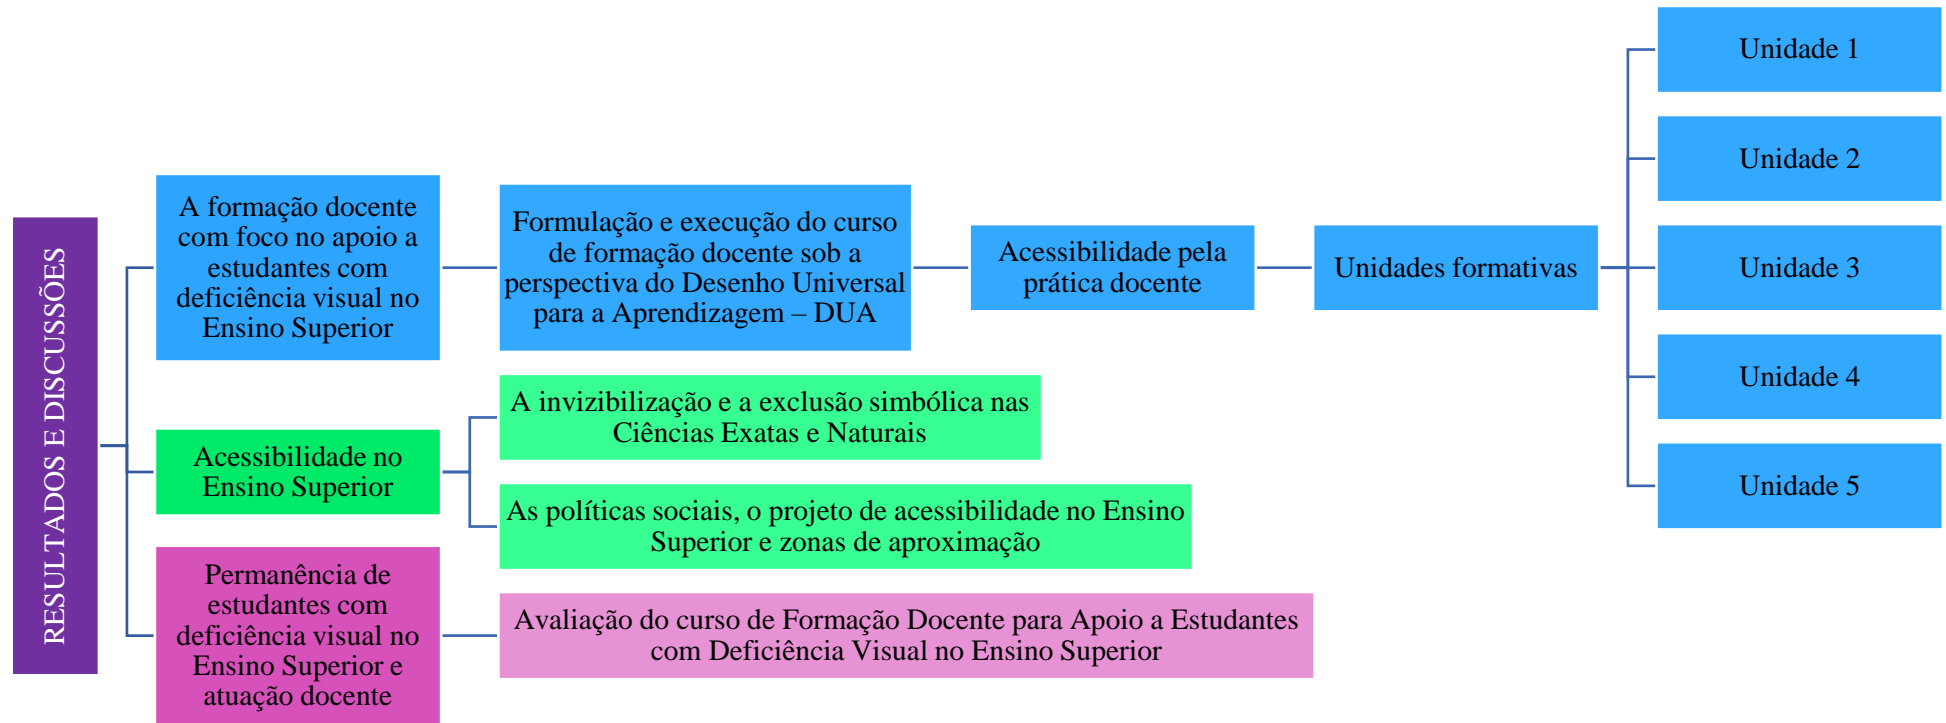 RESULTADOS E DISCUSSÕES
A formação docente
com foco no apoio a
estudantes com
deficiência visual no
Ensino Superior
Formulação e execução do curso
de formação docente sob a
perspectiva do Desenho Universal
para a Aprendizagem – DUA
Acessibilidade pela
prática docente
Unidades formativas
Unidade 1
Unidade 2
Unidade 3
Unidade 4
Unidade 5
Acessibilidade no
Ensino Superior
A invizibilização e a exclusão simbólica nas
Ciências Exatas e Naturais
As políticas sociais, o projeto de acessibilidade no Ensino
Superior e zonas de aproximação
Permanência de
estudantes com
deficiência visual no
Ensino Superior e
atuação docente
Avaliação do curso de Formação Docente para Apoio a Estudantes
com Deficiência Visual no Ensino Superior